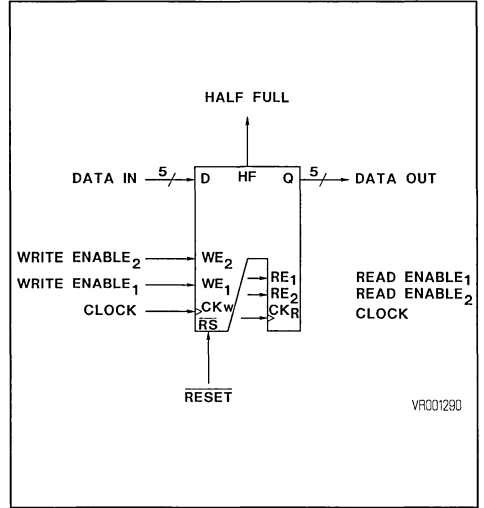 HALF FULL
DATA IN 5/ D HF Q 5/ DATA OUT
WRITE ENABLE2 WE2
WRITE ENABLE1 WE1 RE1 READ ENABLE1
RE2 READ ENABLE2
CLOCK CKW CKR CLOCK
RS
RESET
VR001290